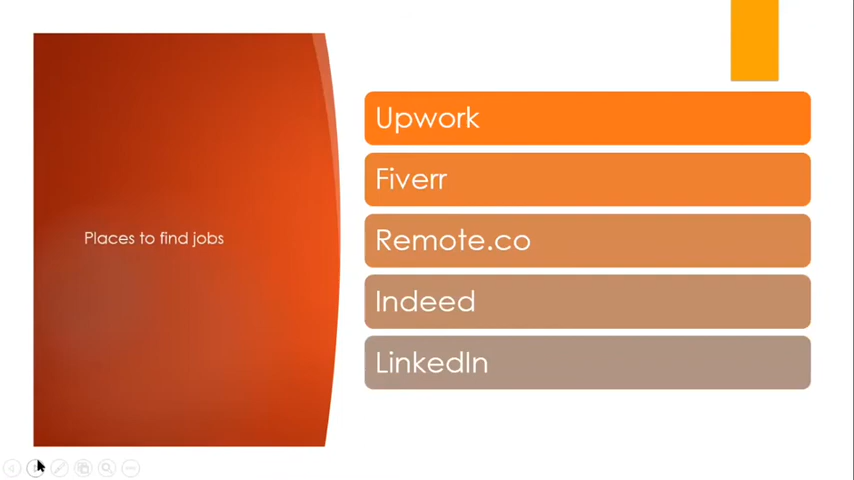 Places to find jobs
Upwork
Fiverr
Remote.co
Indeed
LinkedIn